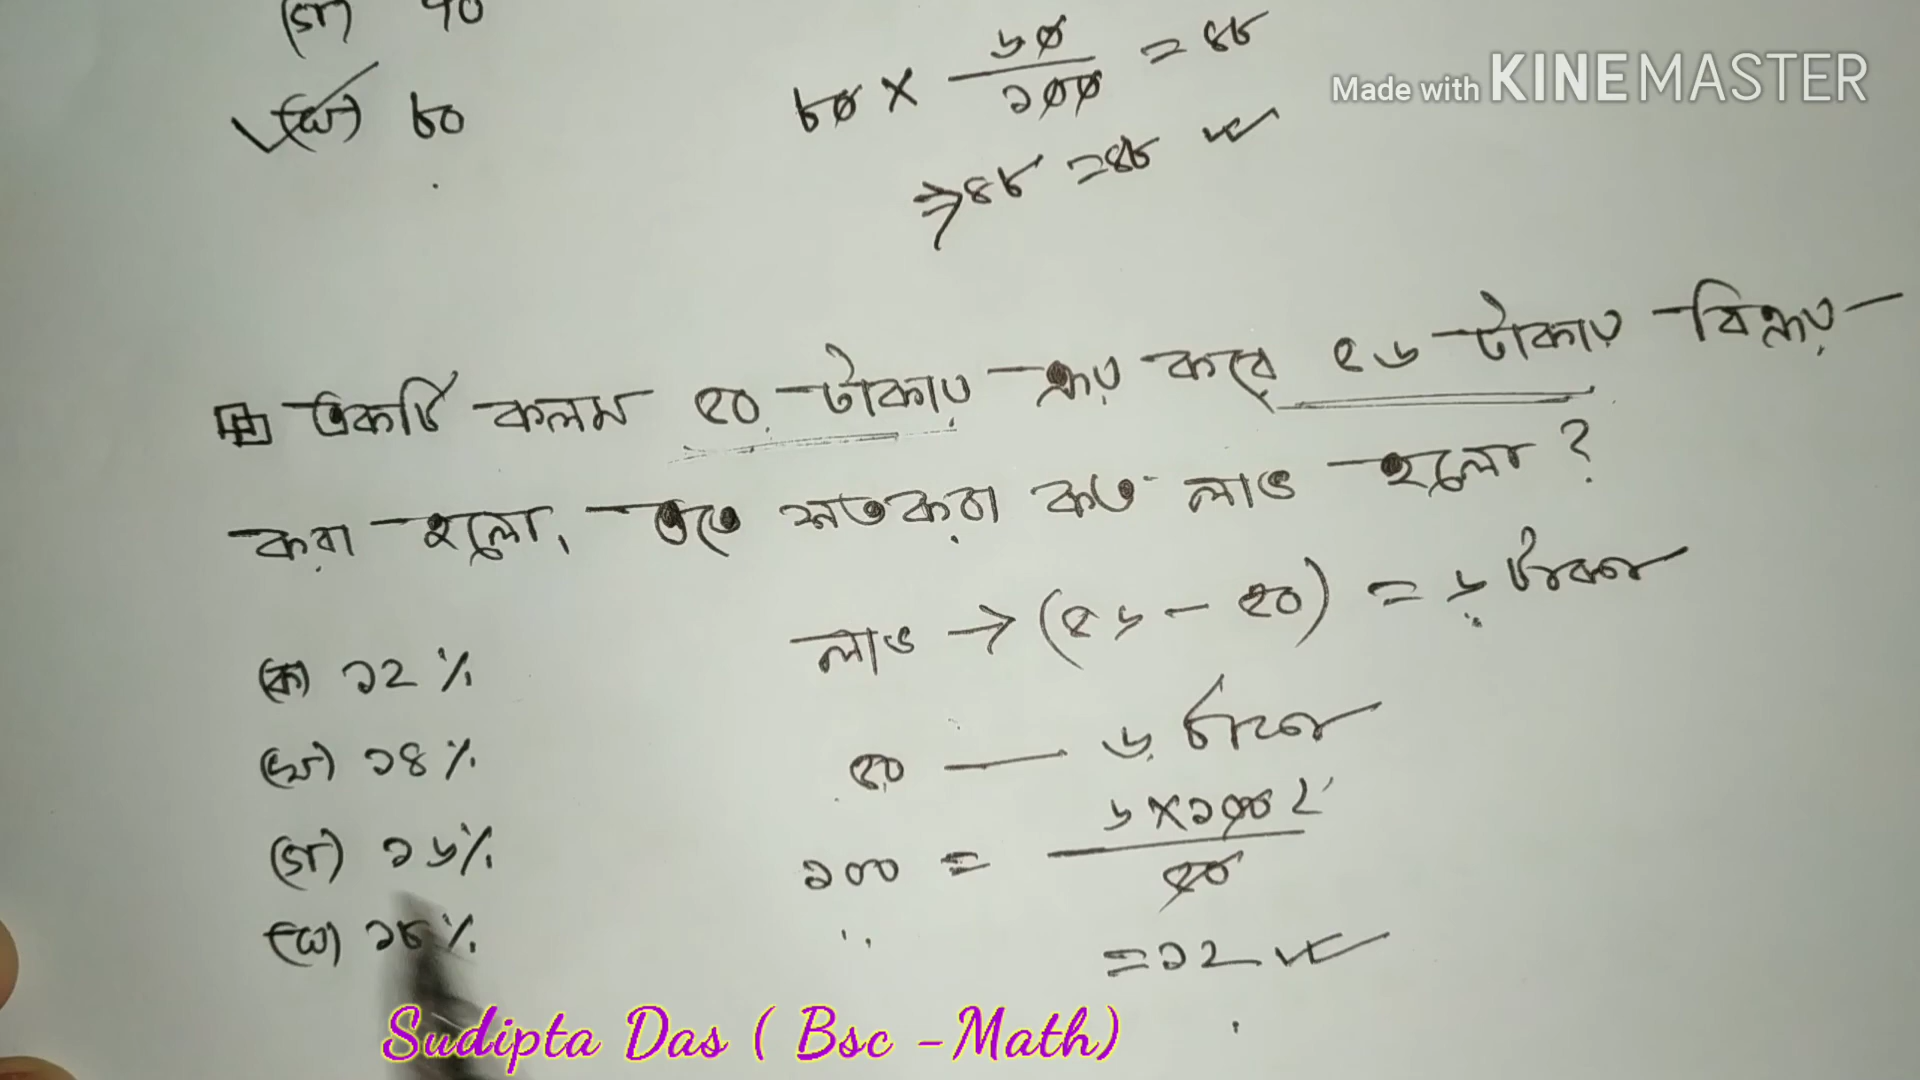 (গ) ৭০
(ঘ) ৮০
৮০ × ৬০/১০০ = ৪৮
⇒ ৪৮ = ৪৮
Made with KINEMASTER
একটি কলম ৫০ টাকায় ক্রয় করে ৫৬ টাকায় বিক্রয়
করা হলো, এতে শতকরা কত লাভ হলো?
লাভ → (৫৬ – ৫০) = ৬ টাকা
(ক) ১২%
(খ) ১৪%
(গ) ১৬%
(ঘ) ১৮%
৫০ — ৬ টাকা
১০০ = ৬×১০০ ২/৫০
= ১২
Sudipta Das ( Bsc -Math)